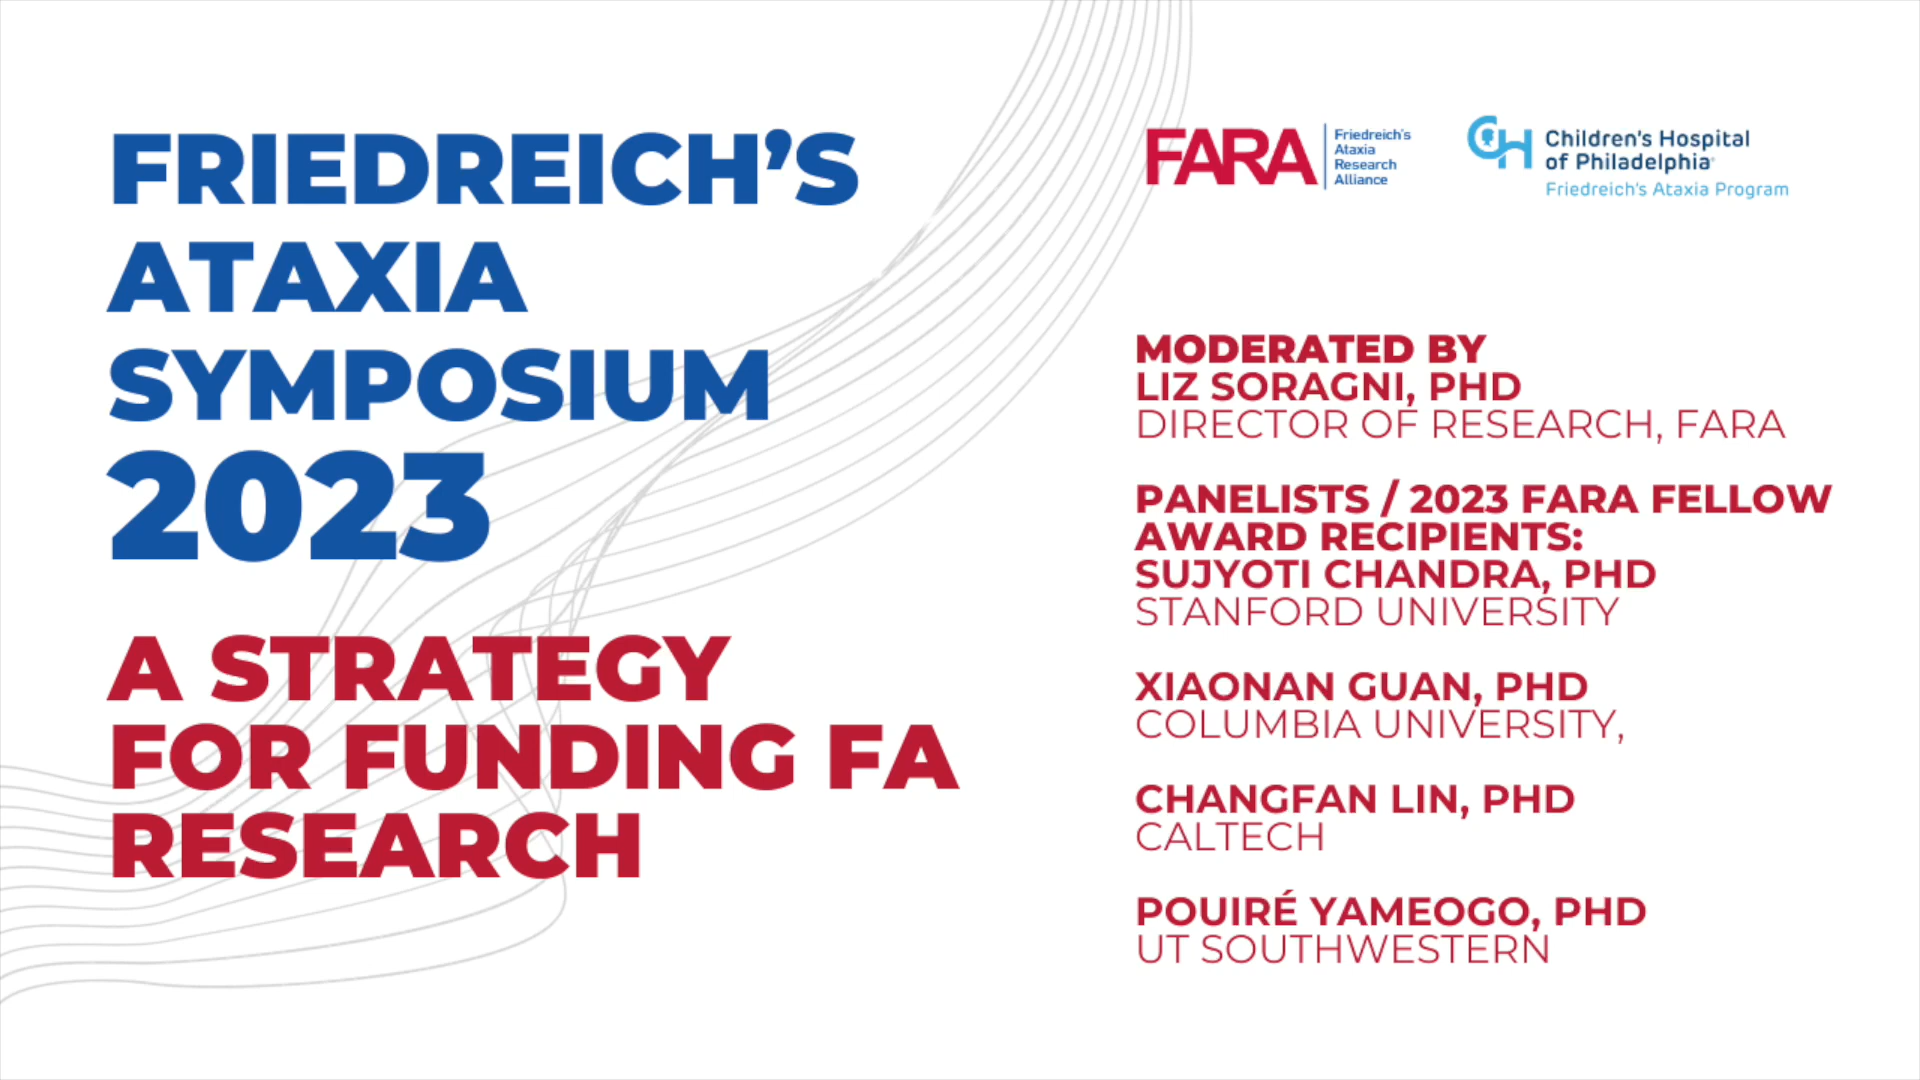 FRIEDREICH'S
ATAXIA
SYMPOSIUM
2023
A STRATEGY
FOR FUNDING FA
RESEARCH
FARA
Friedreich's
Ataxia
Research
Alliance
CH
Children's Hospital
of Philadelphia
Friedreich's Ataxia Program
MODERATED BY
LIZ SORAGNI, PHD
DIRECTOR OF RESEARCH, FARA
PANELISTS / 2023 FARA FELLOW
AWARD RECIPIENTS:
SUJYOTI CHANDRA, PHD
STANFORD UNIVERSITY
XIAONAN GUAN, PHD
COLUMBIA UNIVERSITY,
CHANGFAN LIN, PHD
CALTECH
POUIRÉ YAMEOGO, PHD
UT SOUTHWESTERN